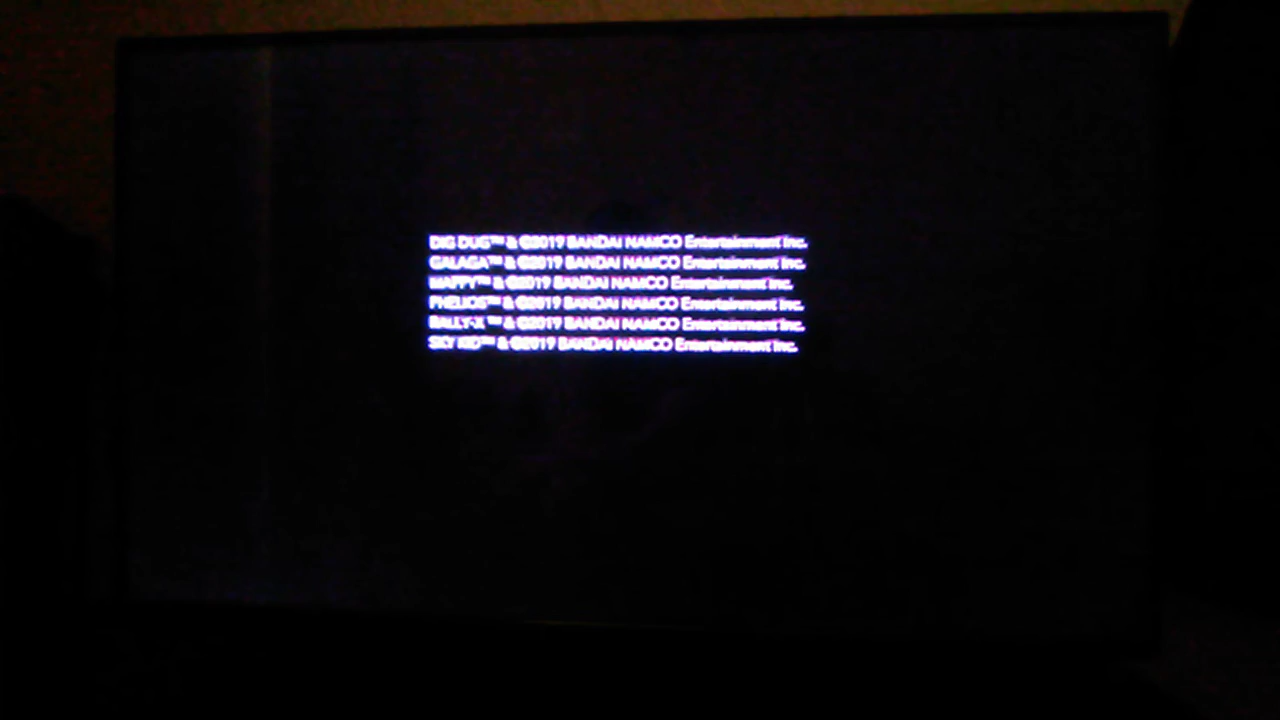 DIG DUG™ & ©2019 BANDAI NAMCO Entertainment Inc.
GALAGA™ & ©2019 BANDAI NAMCO Entertainment Inc.
MAPPY™ & ©2019 BANDAI NAMCO Entertainment Inc.
PHELIOS™ & ©2019 BANDAI NAMCO Entertainment Inc.
RALLY-X ™ & ©2019 BANDAI NAMCO Entertainment Inc.
SKY KID™ & ©2019 BANDAI NAMCO Entertainment Inc.